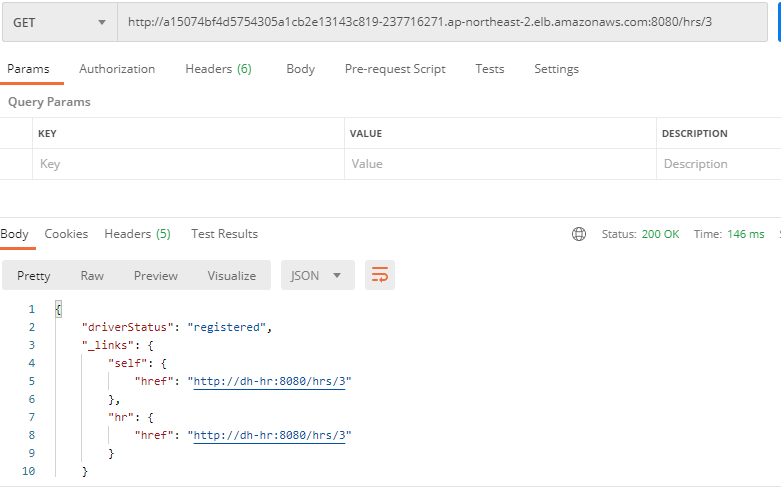 GET http://a15074bf4d5754305a1cb2e13143c819-237716271.ap-northeast-2.elb.amazonaws.com:8080/hrs/3
Params Authorization Headers (6) Body Pre-request Script Tests Settings
Query Params
KEY VALUE DESCRIPTION
Key Value Description
Body Cookies Headers (5) Test Results Status: 200 OK Time: 146 ms
Pretty Raw Preview Visualize JSON
1 {
2 "driverStatus": "registered",
3 "_links": {
4 "self": {
5 "href": "http://dh-hr:8080/hrs/3"
6 },
7 "hr": {
8 "href": "http://dh-hr:8080/hrs/3"
9 }
10 }